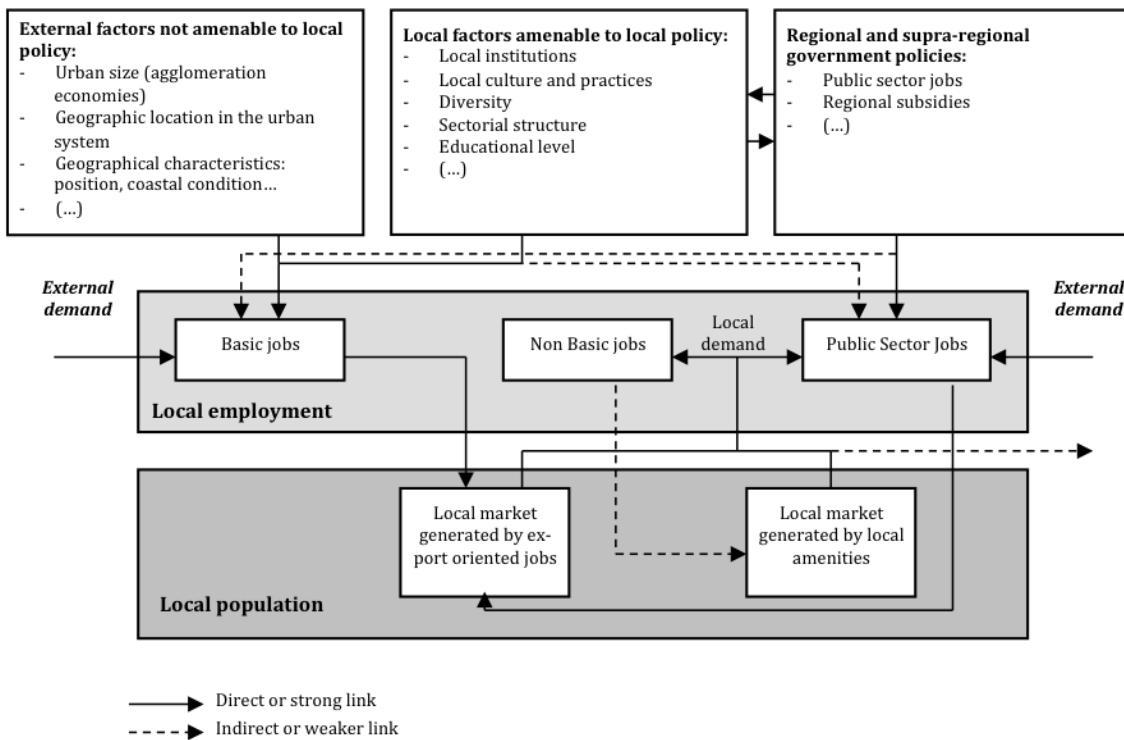 External factors not amenable to local
policy:
- Urban size (agglomeration
economies)
- Geographic location in the urban
system
- Geographical characteristics:
position, coastal condition…
- (…)
Local factors amenable to local policy:
- Local institutions
- Local culture and practices
- Diversity
- Sectorial structure
- Educational level
- (…)
Regional and supra-regional
government policies:
- Public sector jobs
- Regional subsidies
- (…)
External
demand
External
demand
Basic jobs
Non Basic jobs
Local
demand
Public Sector Jobs
Local employment
Local market
generated by ex-
port oriented jobs
Local market
generated by local
amenities
Local population
Direct or strong link
Indirect or weaker link